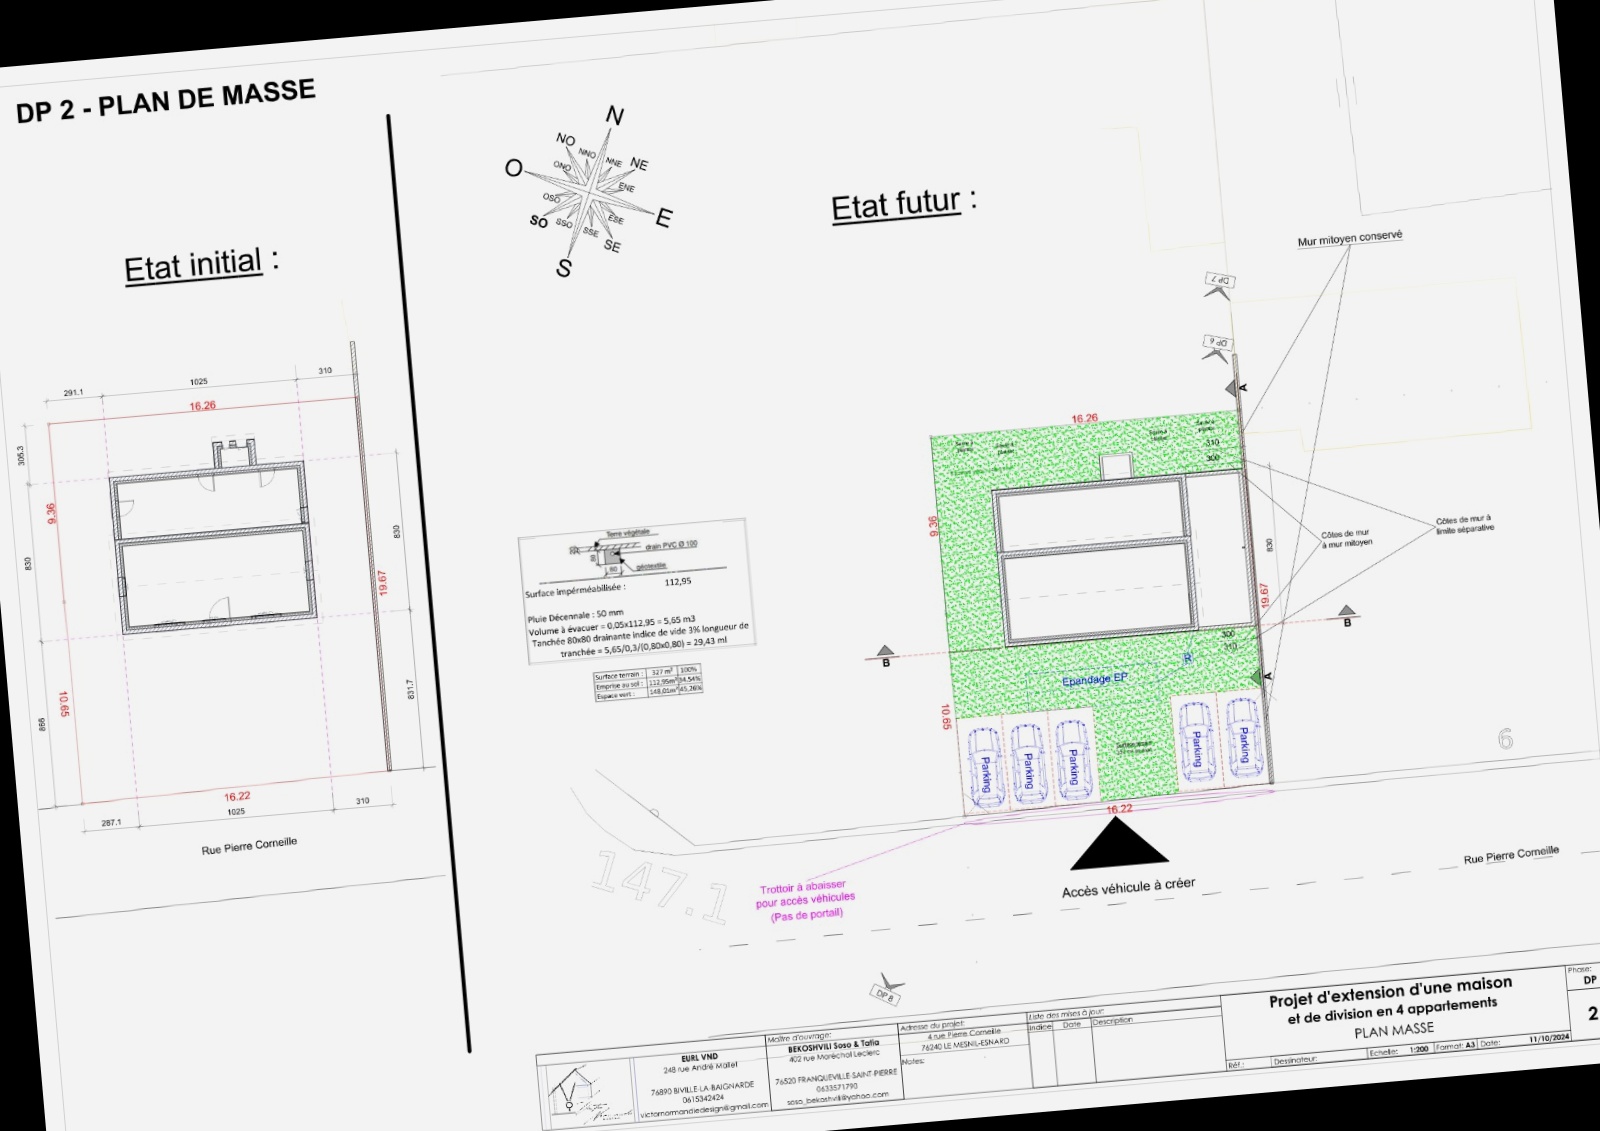 DP 2 - PLAN DE MASSE
Etat initial :
291.1
1025
310
16.26
305.3
9.36
830
830
19.67
10.65
866
831.7
16.22
287.1
1025
310
Rue Pierre Corneille
N
NNO
NNE
NO
NE
ONO
ENE
O
E
OSO
ESE
SO
SSO
SSE
SE
S
Etat futur :
Mur mitoyen conservé
DP 7
DP 6
A
16.26
310
300
9.36
Côtes de mur
à mur mitoyen
Côtes de mur à
limite séparative
830
19.67
B
B
300
310
R
Epandage EP
A
10.65
Parking
Parking
Parking
Parking
Parking
16.22
6
Terre végétale
drain PVC Ø 100
géotextile
80
80
Surface impérméabilisée : 112,95
Pluie Décennale : 50 mm
Volume à évacuer = 0,05x112,95 = 5,65 m3
Tanchée 80x80 drainante indice de vide 3% longueur de
tranchée = 5,65/0,3/(0,80x0,80) = 29,43 ml
Surface terrain : 327 m² 100%
Emprise au sol : 112,95m² 34,54%
Espace vert : 148,01m² 45,26%
147.1
Trottoir à abaisser
pour accès véhicules
(Pas de portail)
Accès véhicule à créer
Rue Pierre Corneille
DP 8
EURL VND
248 rue André Mallet
76890 BIVILLE-LA-BAIGNARDE
0615342424
victornormandiedesign@gmail.com
Maître d'ouvrage:
BEKOSHVILI Soso & Tatia
402 rue Maréchal Leclerc
76520 FRANQUEVILLE-SAINT-PIERRE
0633571790
soso_bekoshvili@yahoo.com
Adresse du projet:
4 rue Pierre Corneille
76240 LE MESNIL-ESNARD
Notes:
Liste des mises à jour:
Indice Date Description
Projet d'extension d'une maison
et de division en 4 appartements
PLAN MASSE
Réf.: Dessinateur: Echelle: 1:200 Format: A3 Date: 11/10/2024
Phase:
DP
2